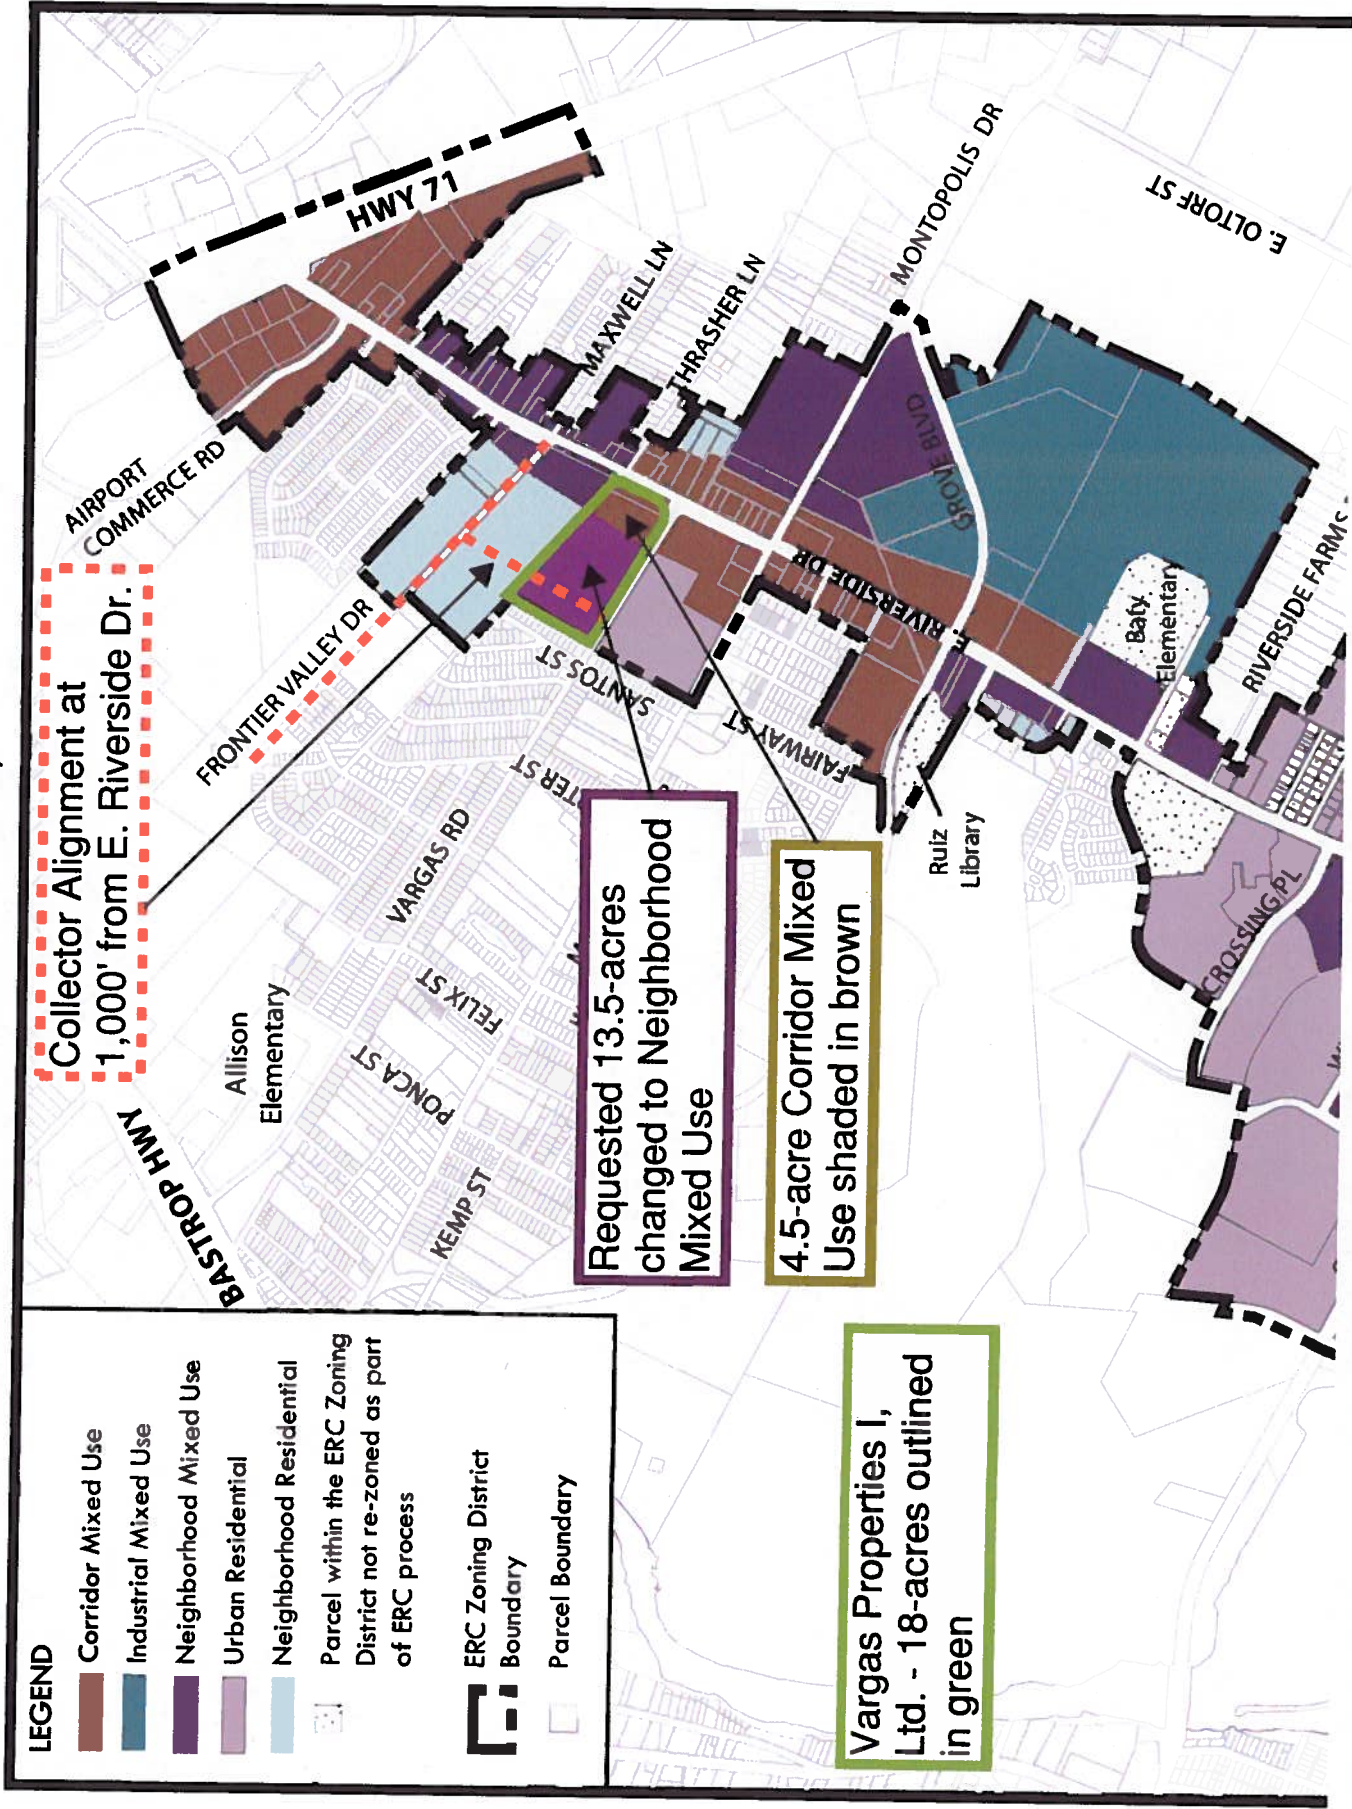 LEGEND
Corridor Mixed Use
Industrial Mixed Use
Neighborhood Mixed Use
Urban Residential
Neighborhood Residential
Parcel within the ERC Zoning
District not re-zoned as part
of ERC process
ERC Zoning District
Boundary
Parcel Boundary
Collector Alignment at
1,000' from E. Riverside Dr.
Requested 13.5-acres
changed to Neighborhood
Mixed Use
4.5-acre Corridor Mixed
Use shaded in brown
Vargas Properties I,
Ltd. - 18-acres outlined
in green
BASTROP HWY
Allison
Elementary
PONCA ST
KEMP ST
FELIX ST
VARGAS RD
FRONTIER VALLEY DR
AIRPORT
COMMERCE RD
HWY 71
MAXWELL LN
THRASHER LN
MONTOPOLIS DR
E. OLTORF ST
GROVE BLVD
E. RIVERSIDE DR
SANTOS ST
TER ST
FAIRWAY ST
Ruiz
Library
Baty
Elementary
RIVERSIDE FARMS
CROSSING PL